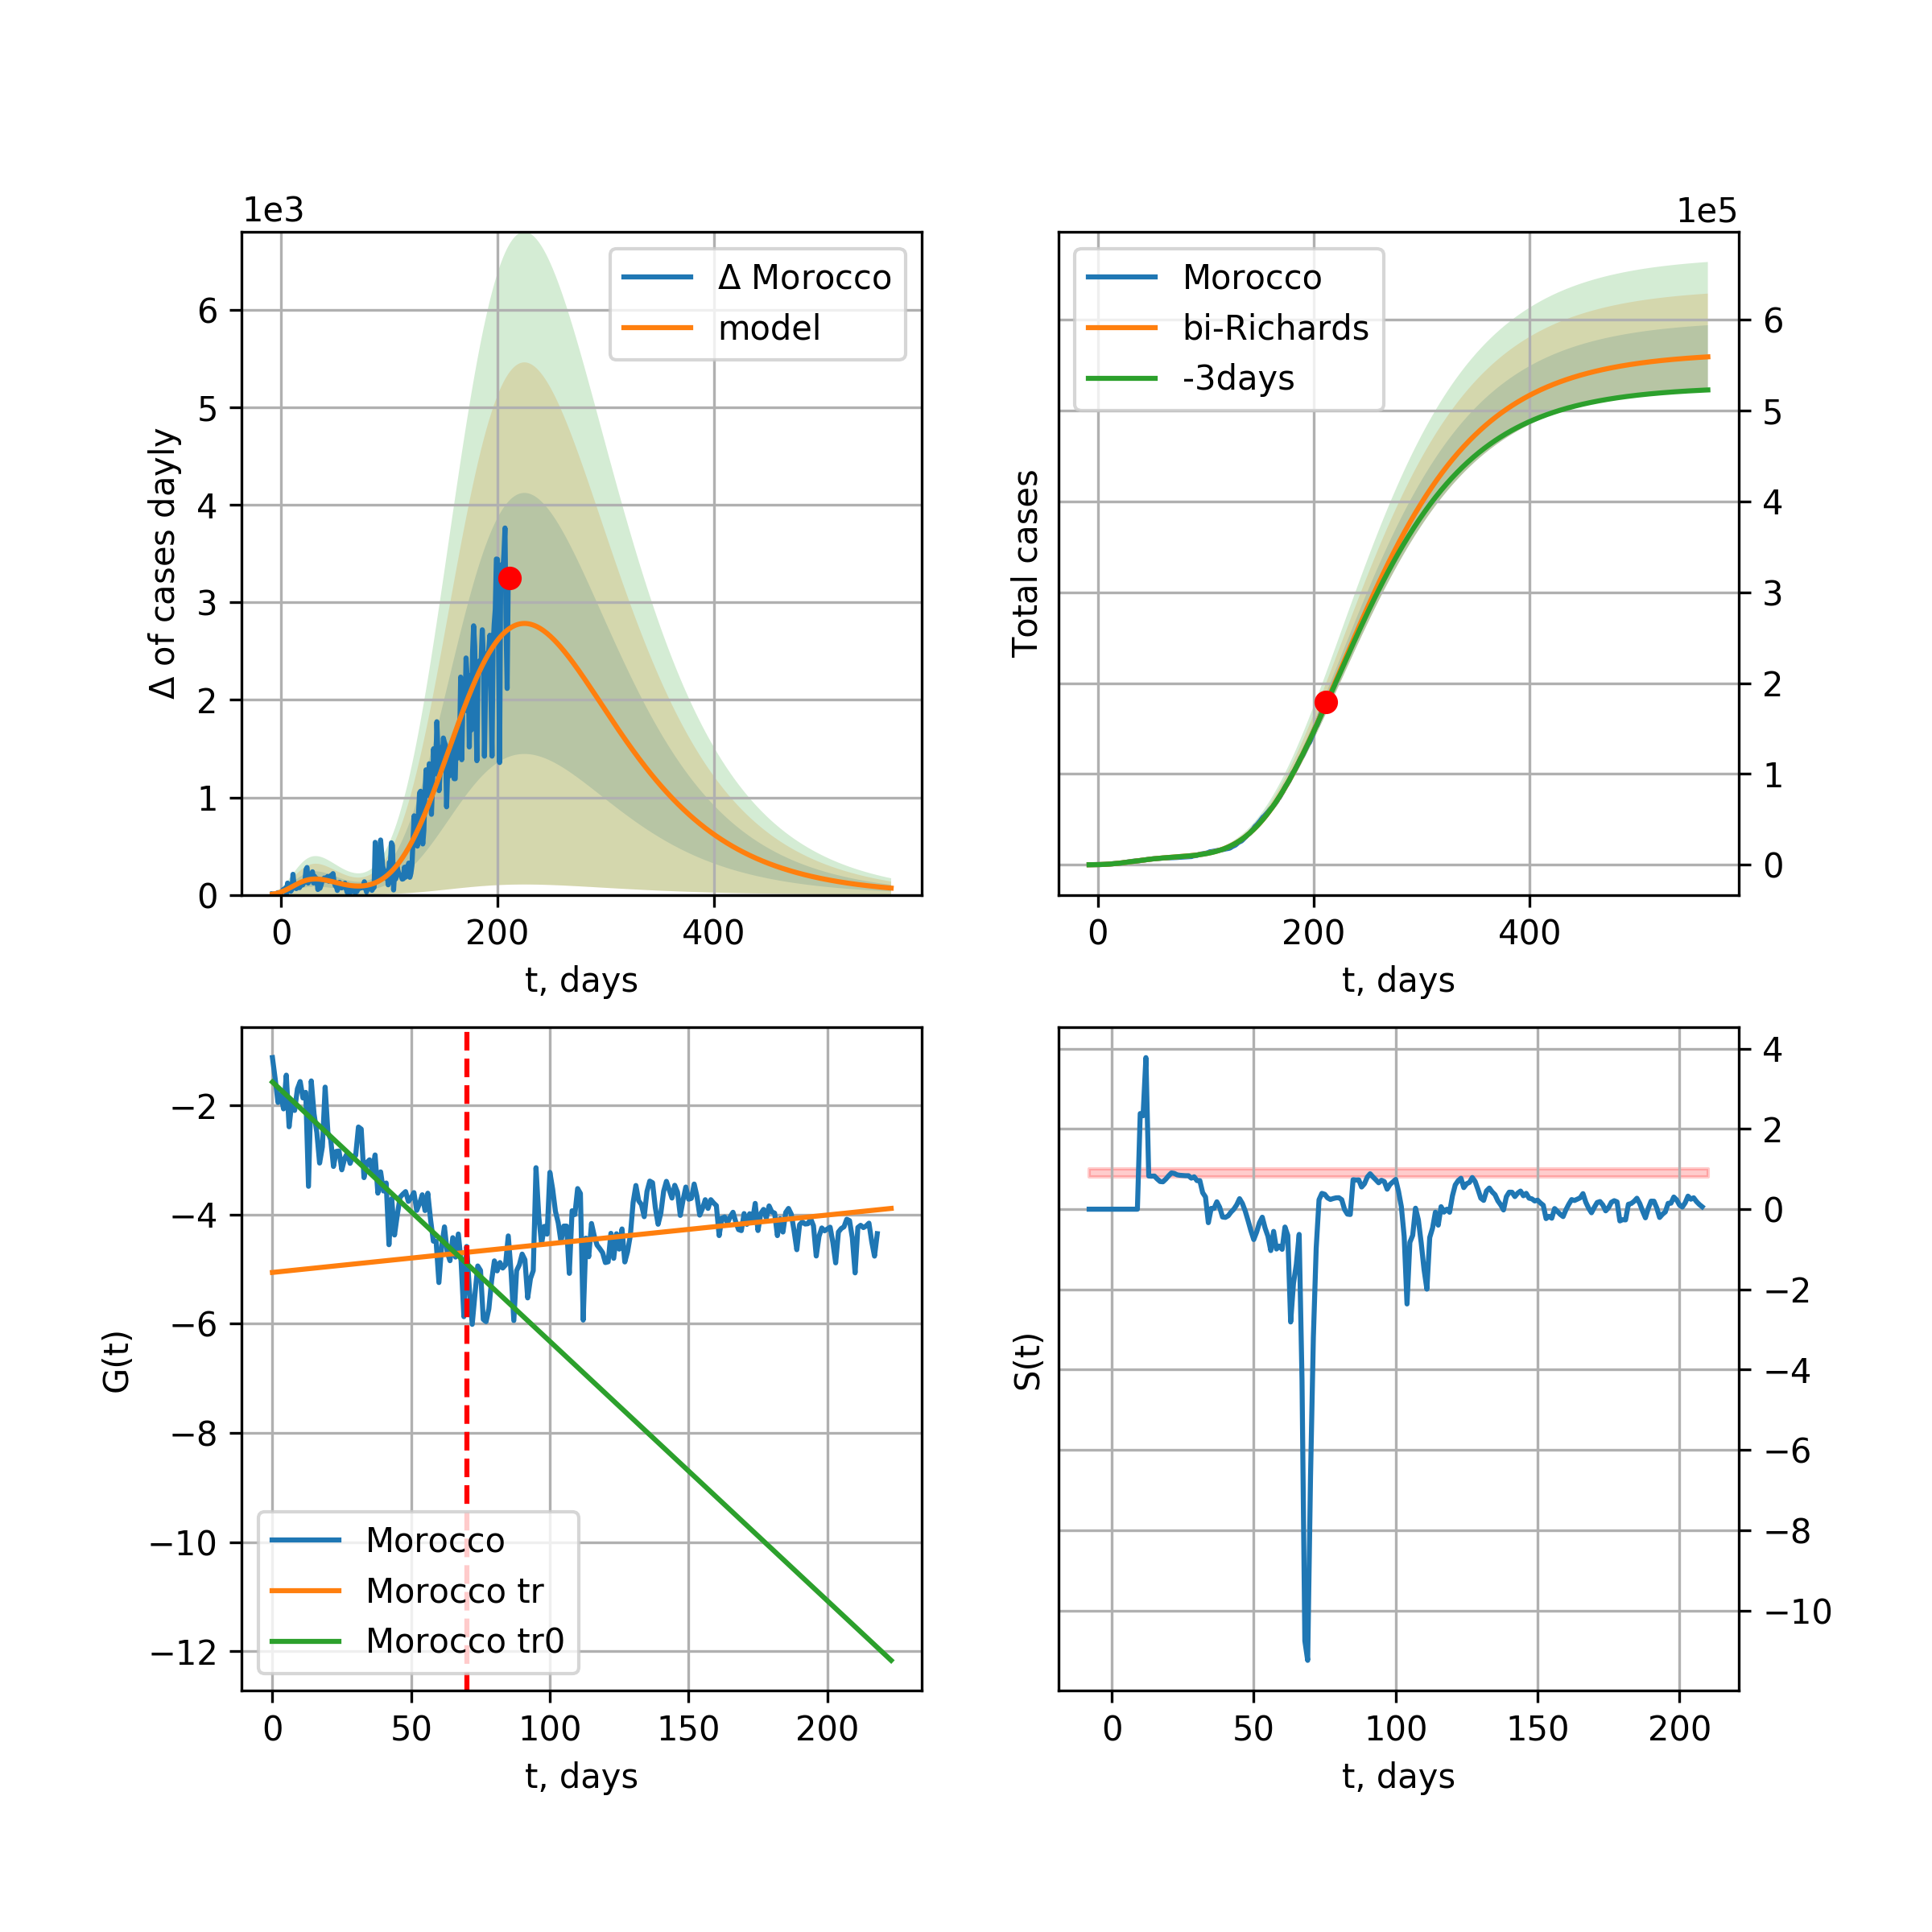 1e3
Δ of cases dayly
6
5
4
3
2
1
0
0 200 400
t, days
Δ Morocco
model
1e5
Total cases
6
5
4
3
2
1
0
0 200 400
t, days
Morocco
bi-Richards
-3days
G(t)
−2
−4
−6
−8
−10
−12
0 50 100 150 200
t, days
Morocco
Morocco tr
Morocco tr0
S(t)
4
2
0
−2
−4
−6
−8
−10
0 50 100 150 200
t, days